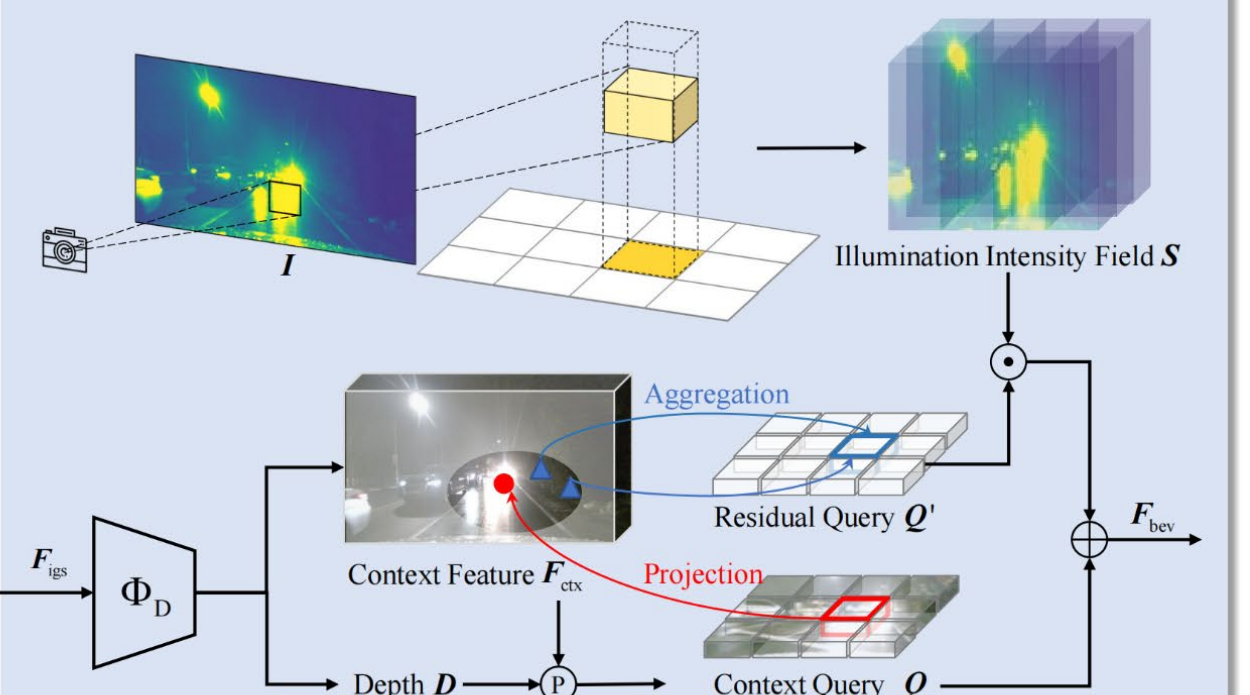 I
Illumination Intensity Field S
Aggregation
Residual Query Q'
F_igs
Φ_D
F_bev
Context Feature F_ctx
Projection
Depth D
P
Context Query Q